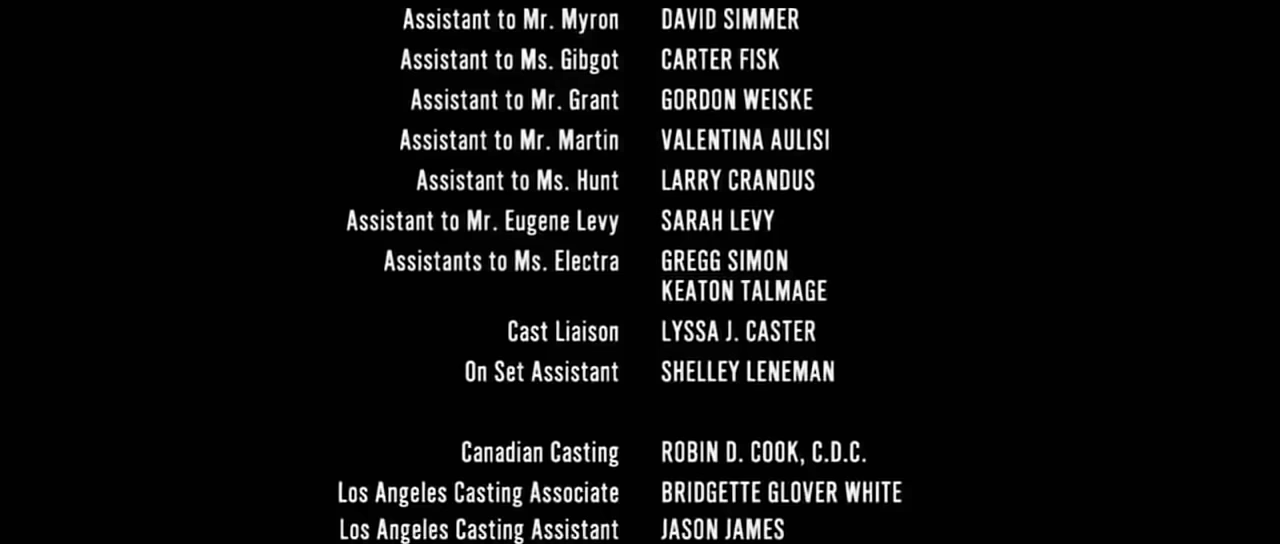 Assistant to Mr. Myron DAVID SIMMER
Assistant to Ms. Gibgot CARTER FISK
Assistant to Mr. Grant GORDON WEISKE
Assistant to Mr. Martin VALENTINA AULISI
Assistant to Ms. Hunt LARRY CRANDUS
Assistant to Mr. Eugene Levy SARAH LEVY
Assistants to Ms. Electra GREGG SIMON
KEATON TALMAGE
Cast Liaison LYSSA J. CASTER
On Set Assistant SHELLEY LENEMAN
Canadian Casting ROBIN D. COOK, C.D.C.
Los Angeles Casting Associate BRIDGETTE GLOVER WHITE
Los Angeles Casting Assistant JASON JAMES